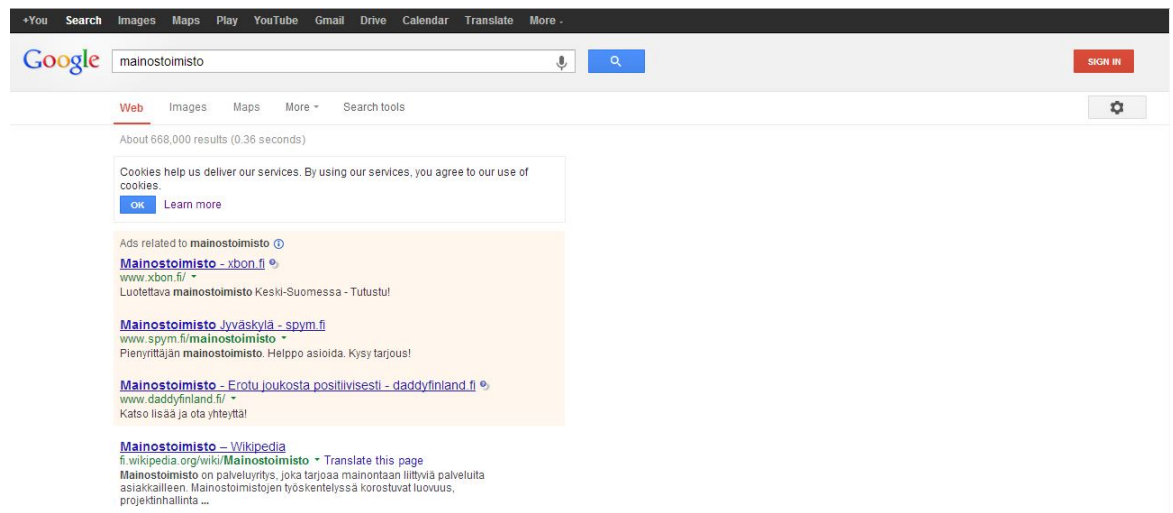 +You Search Images Maps Play YouTube Gmail Drive Calendar Translate More
Google mainostoimisto SIGN IN
Web Images Maps More Search tools
About 668,000 results (0.36 seconds)
Cookies help us deliver our services. By using our services, you agree to our use of
cookies.
OK Learn more
Ads related to mainostoimisto
Mainostoimisto - xbon.fi
www.xbon.fi/
Luotettava mainostoimisto Keski-Suomessa - Tutustu!
Mainostoimisto Jyväskylä - spym.fi
www.spym.fi/mainostoimisto
Pienyrittäjän mainostoimisto. Helppo asioida. Kysy tarjous!
Mainostoimisto - Erotu joukosta positiivisesti - daddyfinland.fi
www.daddyfinland.fi/
Katso lisää ja ota yhteyttä!
Mainostoimisto – Wikipedia
fi.wikipedia.org/wiki/Mainostoimisto Translate this page
Mainostoimisto on palveluyritys, joka tarjoaa mainontaan liittyviä palveluita
asiakkailleen. Mainostoimistojen työskentelyssä korostuvat luovuus,
projektinhallinta ...